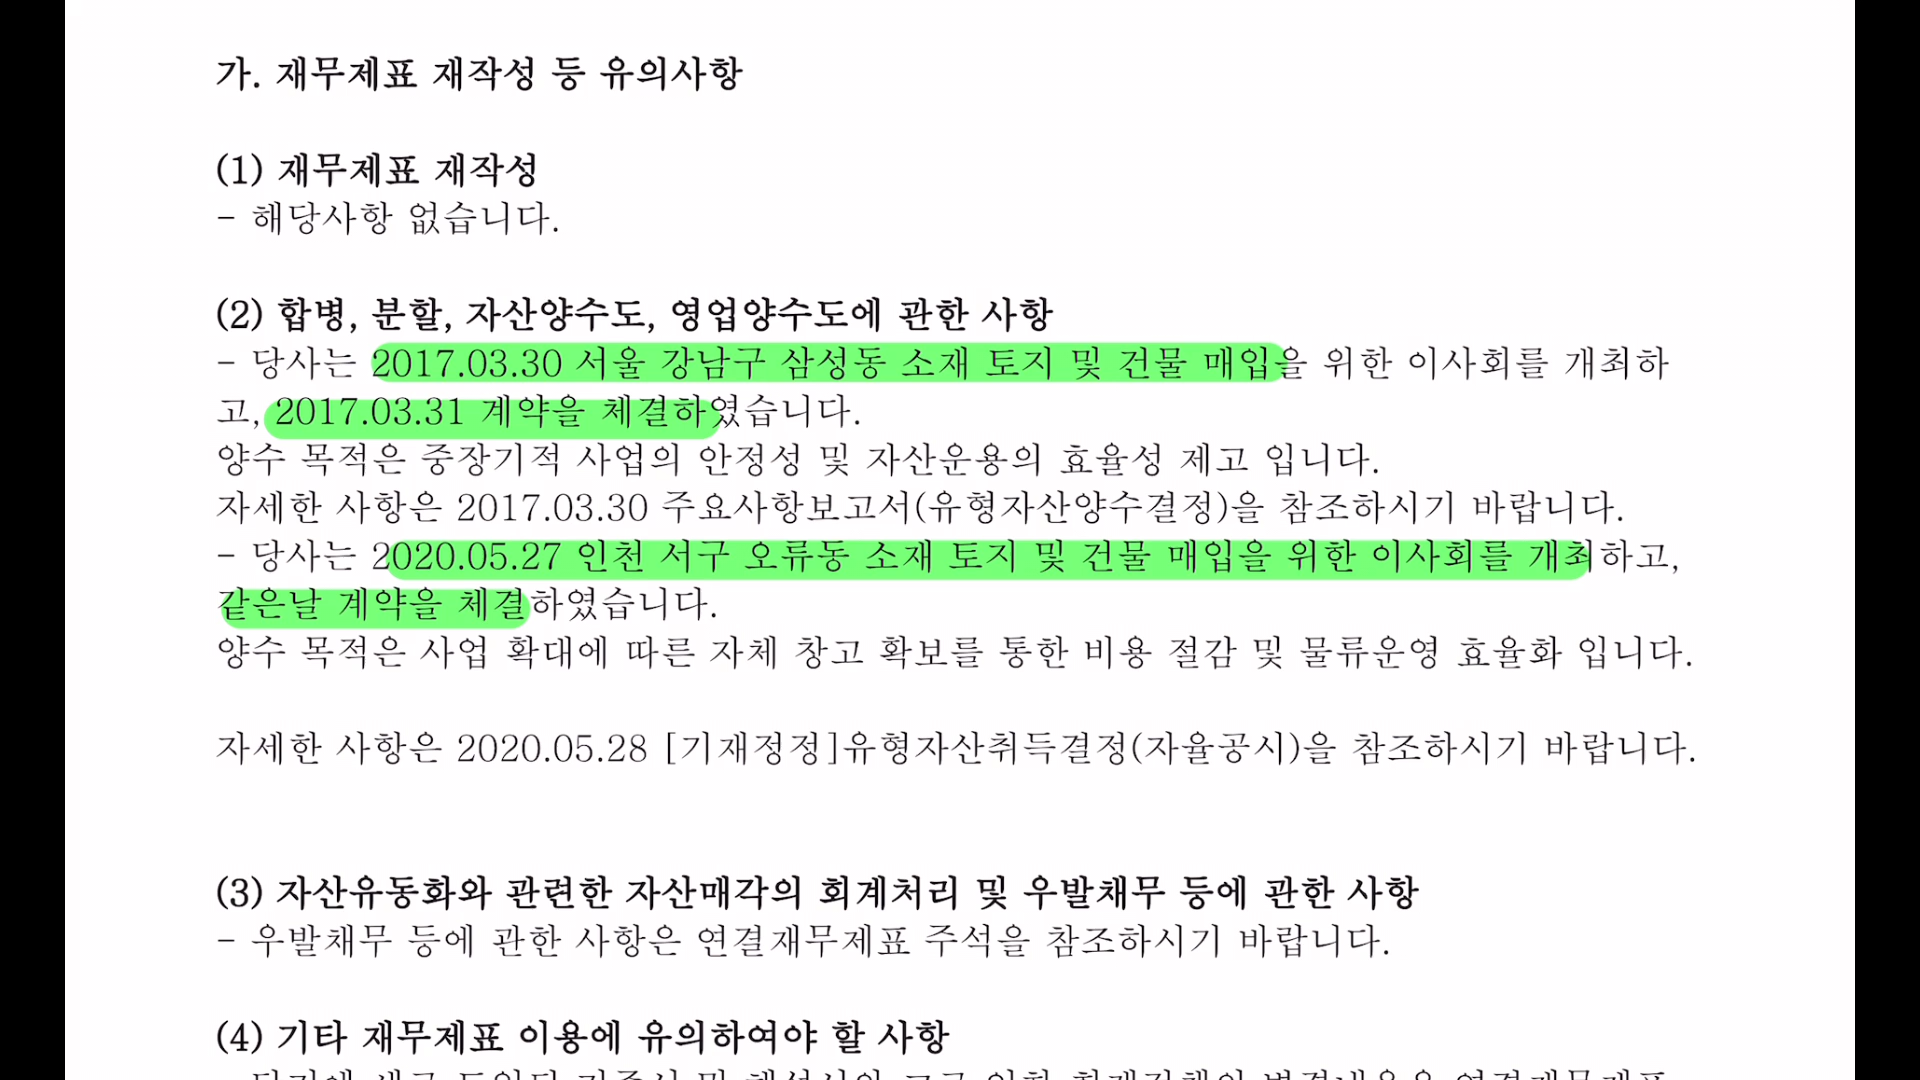 가. 재무제표 재작성 등 유의사항
(1) 재무제표 재작성
- 해당사항 없습니다.
(2) 합병, 분할, 자산양수도, 영업양수도에 관한 사항
- 당사는 2017.03.30 서울 강남구 삼성동 소재 토지 및 건물 매입을 위한 이사회를 개최하
고, 2017.03.31 계약을 체결하였습니다.
양수 목적은 중장기적 사업의 안정성 및 자산운용의 효율성 제고 입니다.
자세한 사항은 2017.03.30 주요사항보고서(유형자산양수결정)을 참조하시기 바랍니다.
- 당사는 2020.05.27 인천 서구 오류동 소재 토지 및 건물 매입을 위한 이사회를 개최하고,
같은날 계약을 체결하였습니다.
양수 목적은 사업 확대에 따른 자체 창고 확보를 통한 비용 절감 및 물류운영 효율화 입니다.
자세한 사항은 2020.05.28 [기재정정]유형자산취득결정(자율공시)을 참조하시기 바랍니다.
(3) 자산유동화와 관련한 자산매각의 회계처리 및 우발채무 등에 관한 사항
- 우발채무 등에 관한 사항은 연결재무제표 주석을 참조하시기 바랍니다.
(4) 기타 재무제표 이용에 유의하여야 할 사항